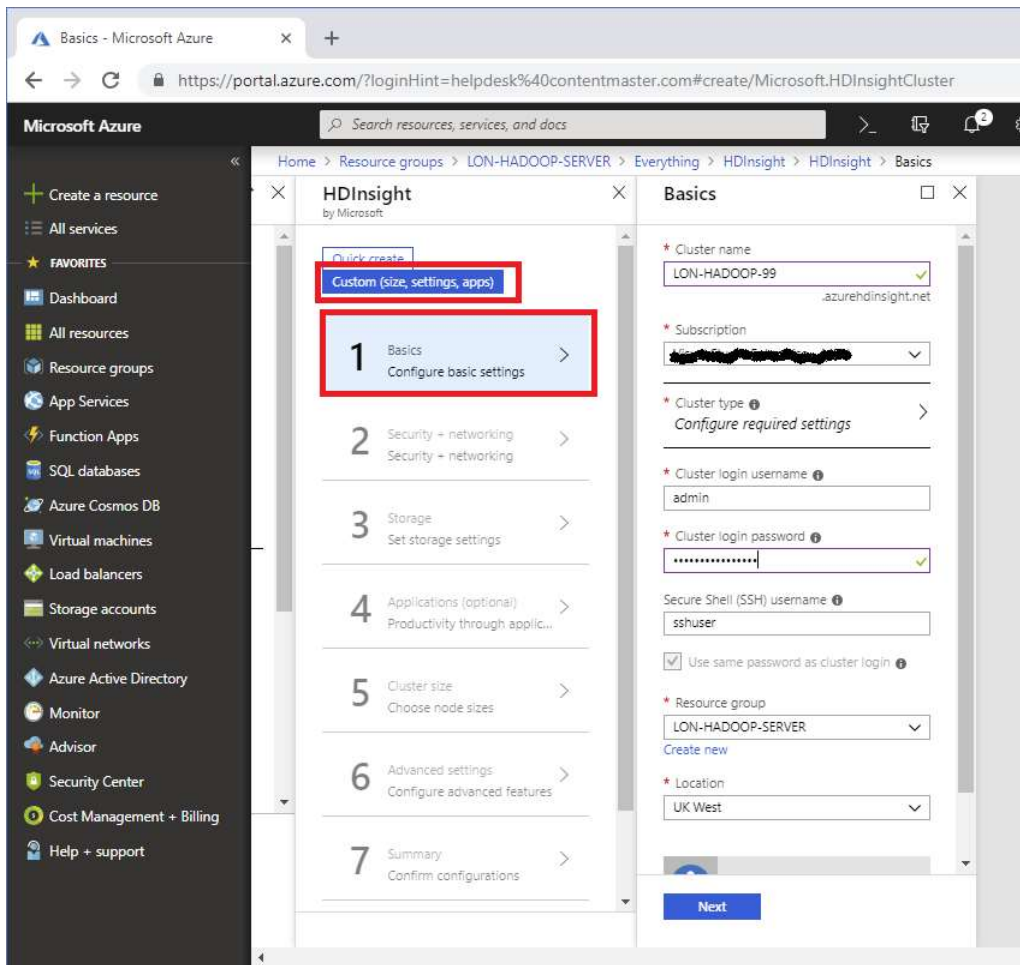 Basics - Microsoft Azure
https://portal.azure.com/?loginHint=helpdesk%40contentmaster.com#create/Microsoft.HDInsightCluster
Microsoft Azure
Search resources, services, and docs
2
Home > Resource groups > LON-HADOOP-SERVER > Everything > HDInsight > HDInsight > Basics
Create a resource
All services
FAVORITES
Dashboard
All resources
Resource groups
App Services
Function Apps
SQL databases
Azure Cosmos DB
Virtual machines
Load balancers
Storage accounts
Virtual networks
Azure Active Directory
Monitor
Advisor
Security Center
Cost Management + Billing
Help + support
HDInsight
by Microsoft
Quick create
Custom (size, settings, apps)
1
Basics
Configure basic settings
2
Security + networking
Security + networking
3
Storage
Set storage settings
4
Applications (optional)
Productivity through applic...
5
Cluster size
Choose node sizes
6
Advanced settings
Configure advanced features
7
Summary
Confirm configurations
Basics
* Cluster name
LON-HADOOP-99
.azurehdinsight.net
* Subscription
* Cluster type
Configure required settings
* Cluster login username
admin
* Cluster login password
••••••••••••••••
Secure Shell (SSH) username
sshuser
Use same password as cluster login
* Resource group
LON-HADOOP-SERVER
Create new
* Location
UK West
Next